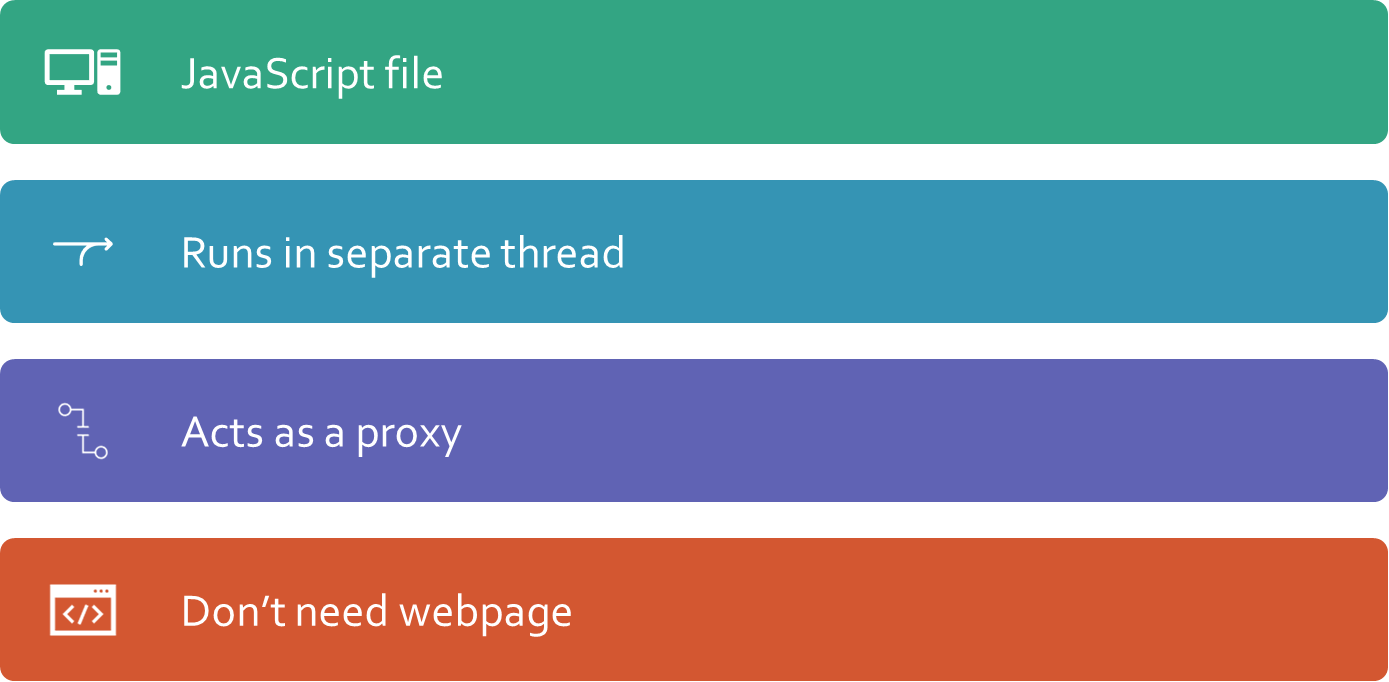 JavaScript file
Runs in separate thread
Acts as a proxy
Don’t need webpage